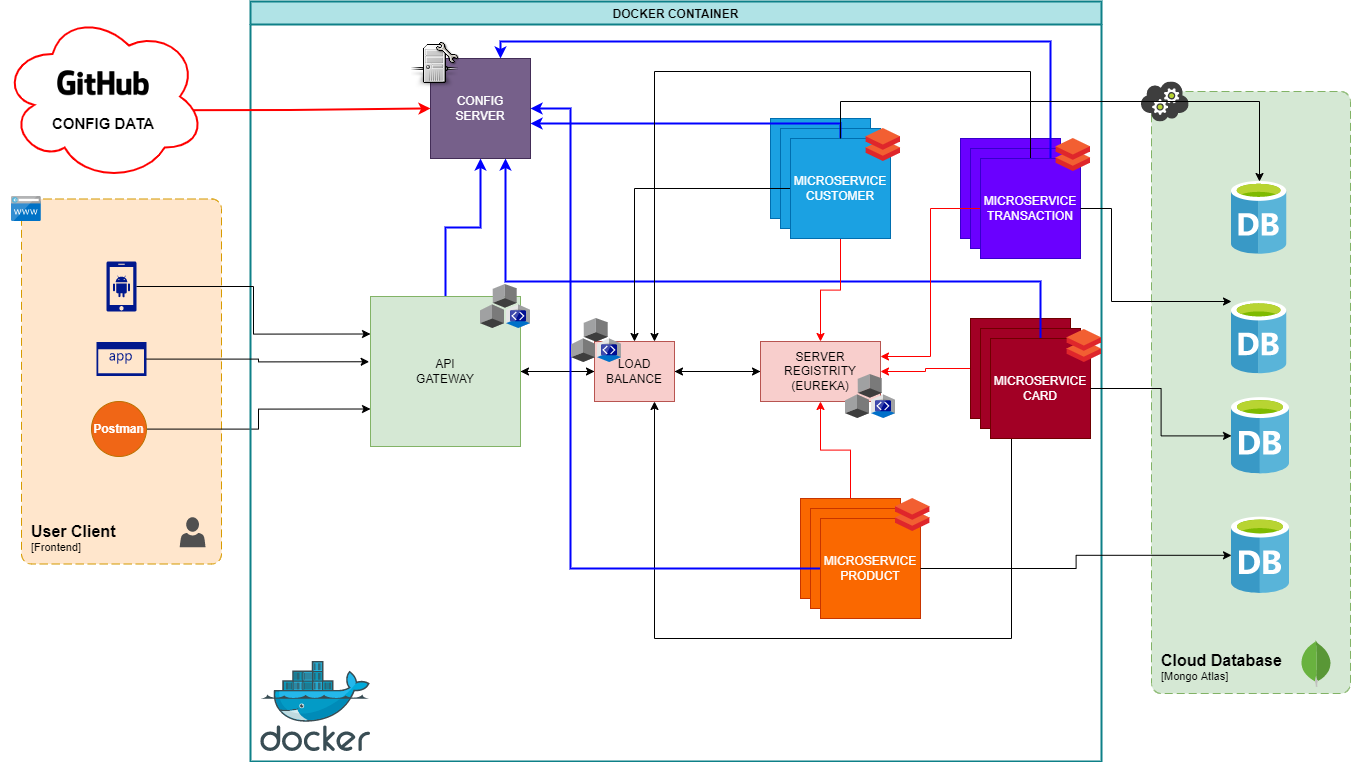 DOCKER CONTAINER
GitHub
CONFIG DATA
CONFIG
SERVER
MICROSERVICE
CUSTOMER
MICROSERVICE
TRANSACTION
DB
www
app
Postman
User Client
[Frontend]
API
GATEWAY
LOAD
BALANCE
SERVER
REGISTRITY
(EUREKA)
MICROSERVICE
CARD
MICROSERVICE
PRODUCT
DB
DB
DB
Cloud Database
[Mongo Atlas]
docker